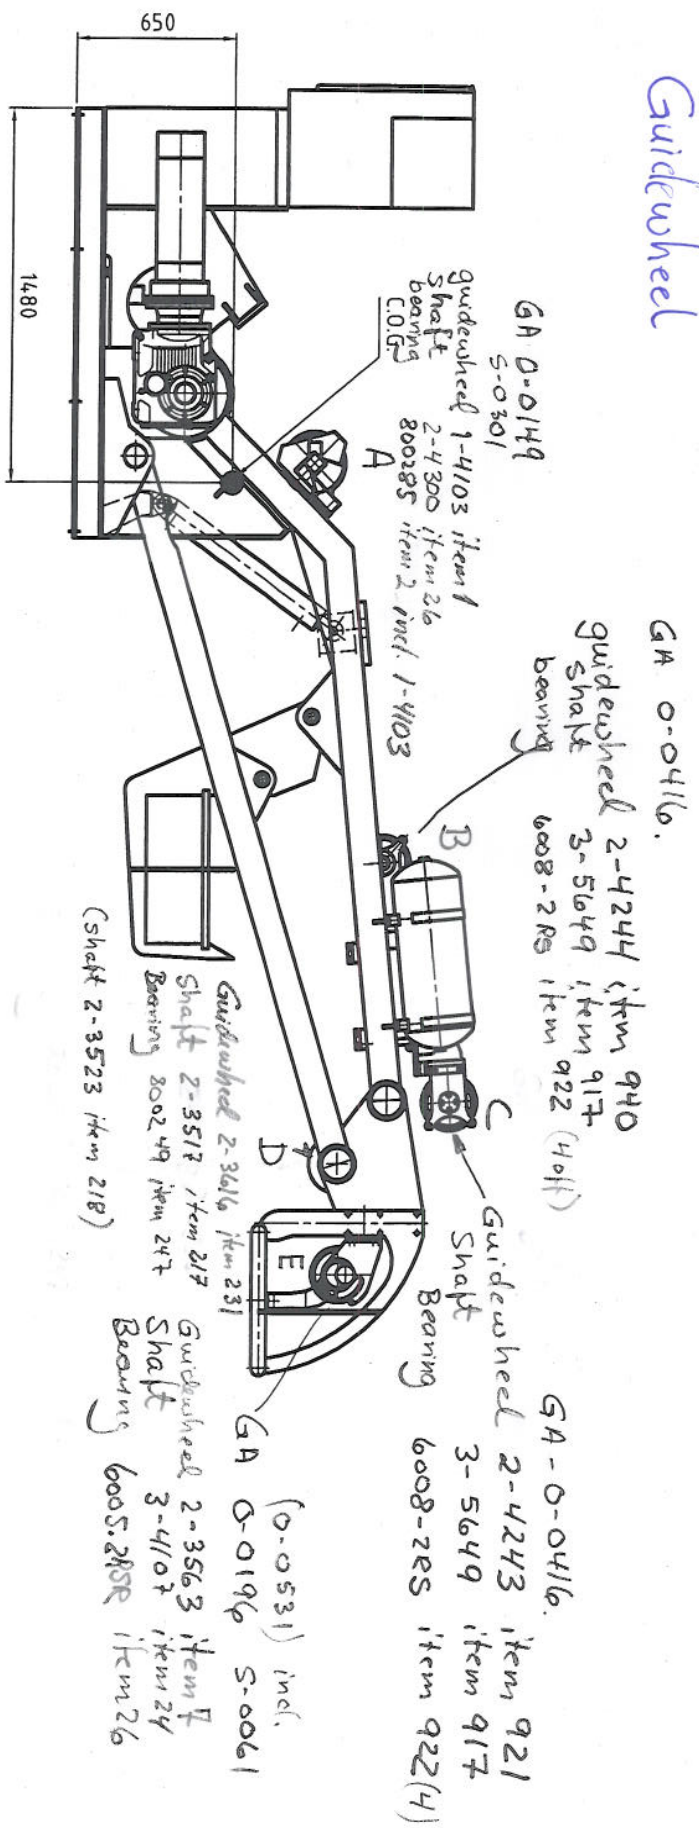 Guidewheel
650
1480
GA 0-0149
S-0301
guidewheel 1-4103 item 1
shaft 2-4300 item 26
bearing 800285 item 2 incl. 1-4103
C.O.G.
A
GA 0-0416.
guidewheel 2-4244 item 940
shaft 3-5649 item 917
bearing 6008-2RS item 922 (4off)
B
C
GA-0-0416.
Guidewheel 2-4243 item 921
Shaft 3-5649 item 917
Bearing 6008-2RS item 922(4)
D
Guidewheel 2-3616 item 231
Shaft 2-3517 item 217
Bearing 800249 item 247
(shaft 2-3523 item 218)
E
(0-0531) incl.
GA 0-0196 S-0061
Guidewheel 2-3563 item 7
Shaft 3-4107 item 24
Bearing 6005.2RSR item 26